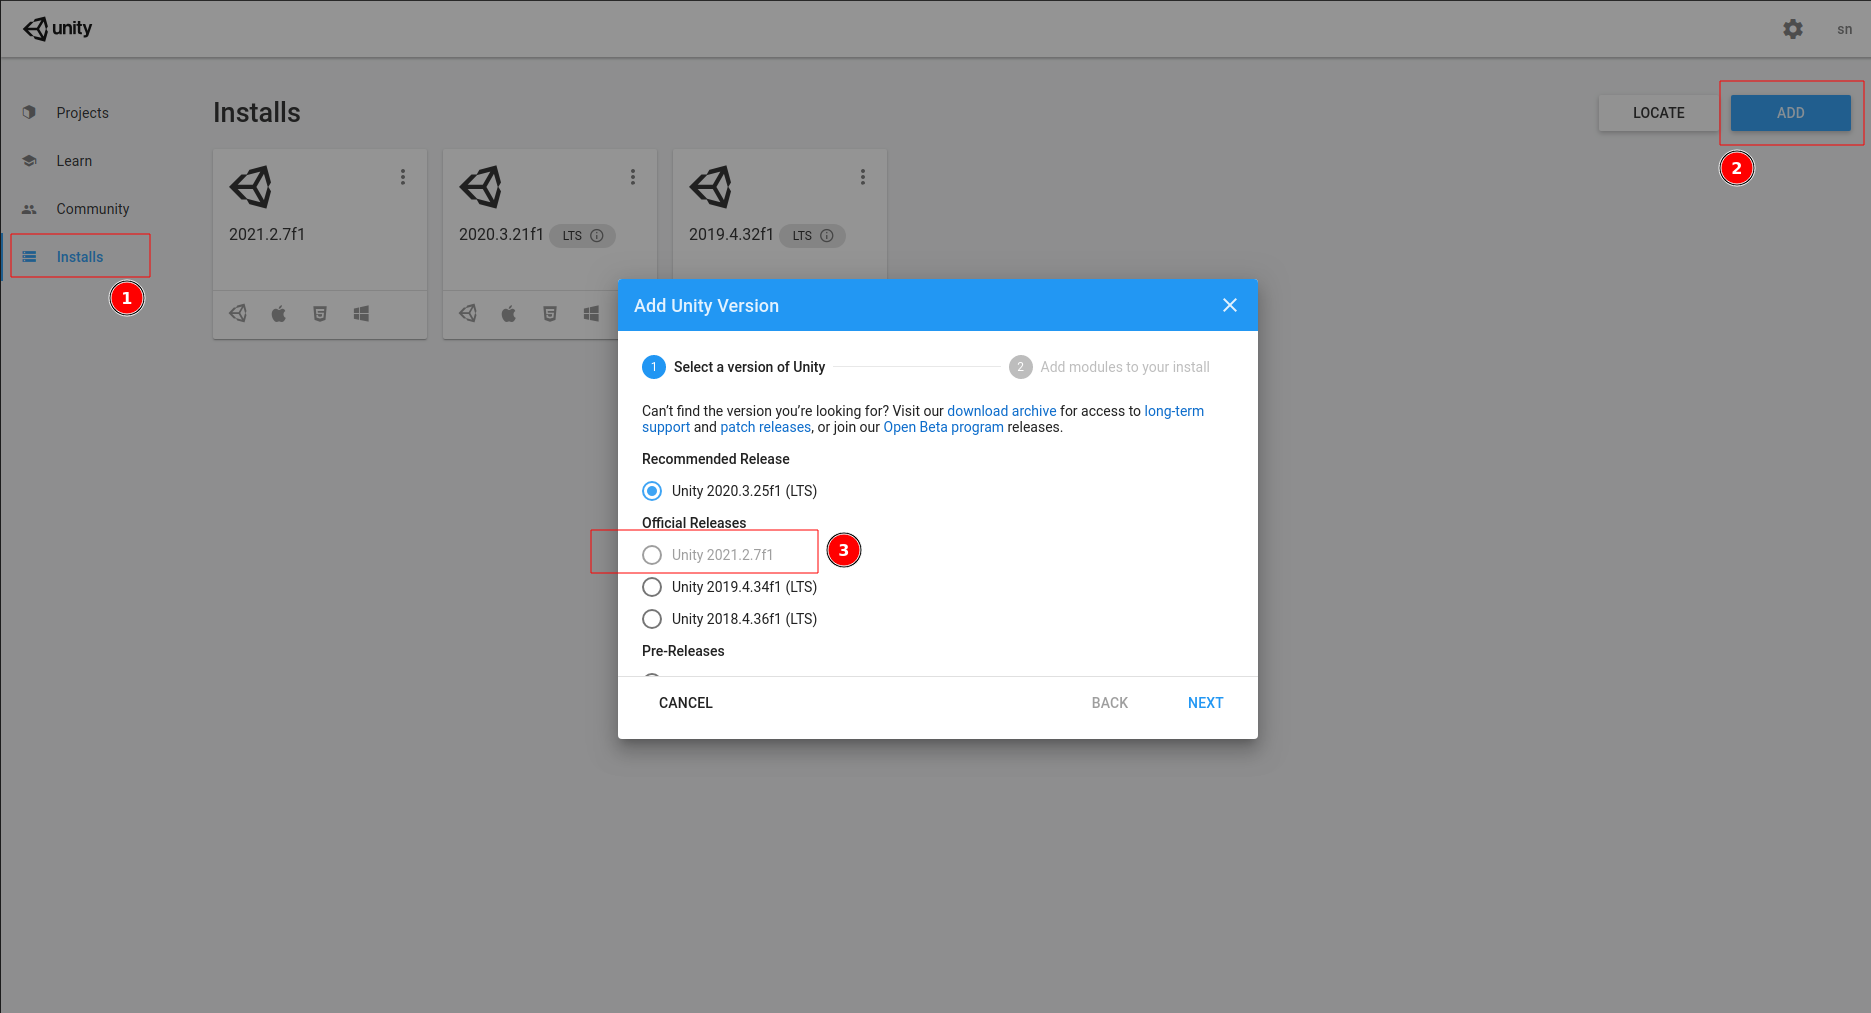 unity
sn
Projects
Learn
Community
Installs
1
Installs
LOCATE
ADD
2
2021.2.7f1
2020.3.21f1 LTS
2019.4.32f1 LTS
Add Unity Version
1 Select a version of Unity
2 Add modules to your install
Can't find the version you're looking for? Visit our download archive for access to long-term
support and patch releases, or join our Open Beta program releases.
Recommended Release
Unity 2020.3.25f1 (LTS)
Official Releases
Unity 2021.2.7f1
3
Unity 2019.4.34f1 (LTS)
Unity 2018.4.36f1 (LTS)
Pre-Releases
CANCEL
BACK
NEXT